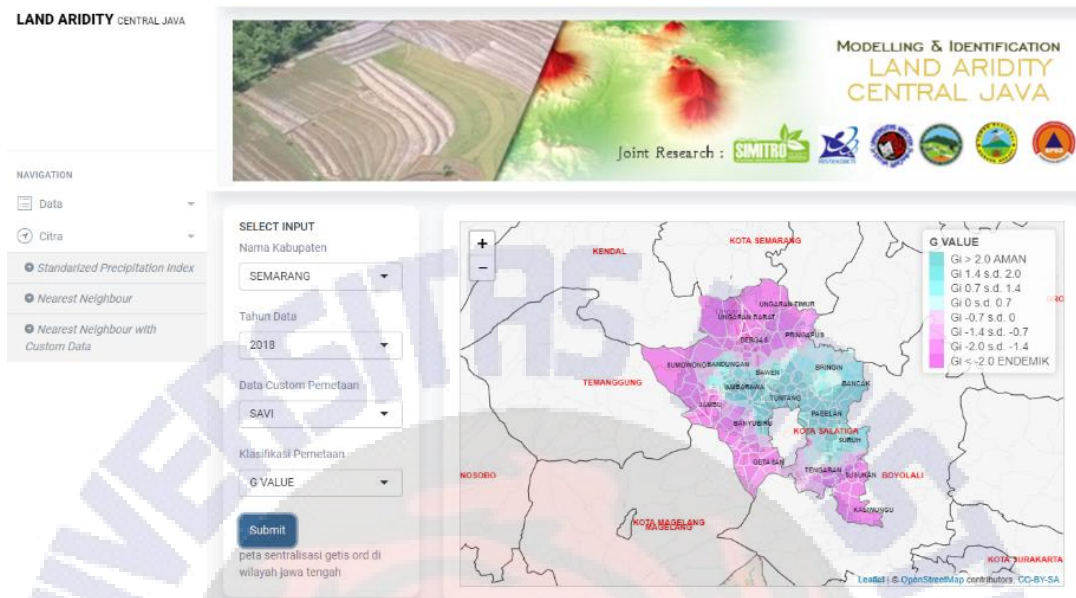 LAND ARIDITY CENTRAL JAVA
MODELLING & IDENTIFICATION
LAND ARIDITY
CENTRAL JAVA
Joint Research :
SIMITRO
NAVIGATION
Data
Citra
Standarized Precipitation Index
Nearest Neighbour
Nearest Neighbour with
Custom Data
SELECT INPUT
Nama Kabupaten
SEMARANG
Tahun Data
2018
Data Custom Pemetaan
SAVI
Klasifikasi Pemetaan
G VALUE
Submit
peta sentralisasi getis ord di
wilayah jawa tengah
+
−
KENDAL
KOTA SEMARANG
G VALUE
Gi > 2.0 AMAN
Gi 1.4 s.d. 2.0
Gi 0.7 s.d. 1.4
Gi 0 s.d. 0.7
Gi -0.7 s.d. 0
Gi -1.4 s.d. -0.7
Gi -2.0 s.d. -1.4
Gi < -2.0 ENDEMIK
UNGARAN TIMUR
UNGARAN BARAT
BERGAS
PRINGAPUS
SUMOWONO
BANDUNGAN
BAWEN
BRINGIN
TEMANGGUNG
AMBARAWA
BANCAK
TUNTANG
JAMBU
PABELAN
BANYUBIRU
KOTA SALATIGA
SURUH
GETASAN
TENGARAN
SUSUKAN
BOYOLALI
NOSOBO
KALIWUNGU
KOTA MAGELANG
MAGELANG
KOTA SURAKARTA
Leaflet | © OpenStreetMap contributors, CC-BY-SA
UNIVERSITAS